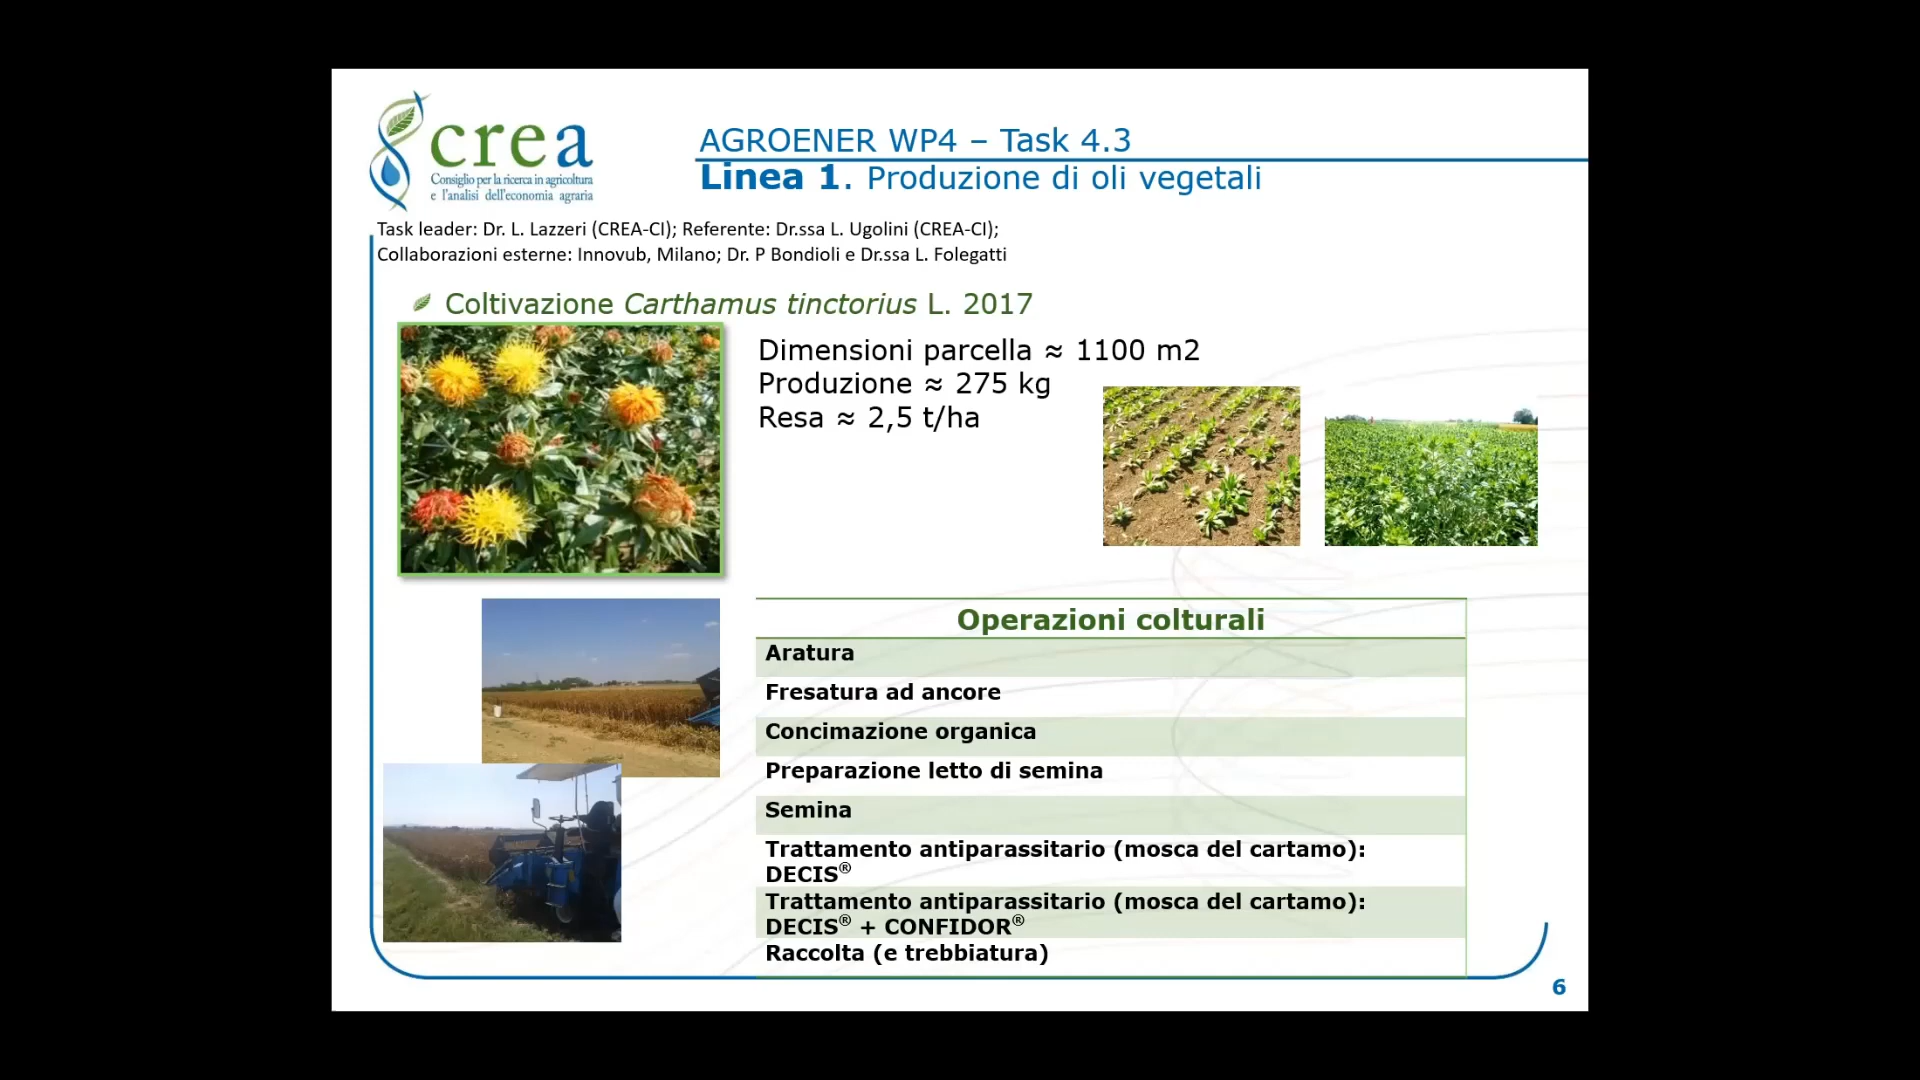 crea
Consiglio per la ricerca in agricoltura
e l'analisi dell'economia agraria
AGROENER WP4 – Task 4.3
Linea 1. Produzione di oli vegetali
Task leader: Dr. L. Lazzeri (CREA-CI); Referente: Dr.ssa L. Ugolini (CREA-CI);
Collaborazioni esterne: Innovub, Milano; Dr. P Bondioli e Dr.ssa L. Folegatti
Coltivazione Carthamus tinctorius L. 2017
Dimensioni parcella ≈ 1100 m2
Produzione ≈ 275 kg
Resa ≈ 2,5 t/ha
Operazioni colturali
Aratura
Fresatura ad ancore
Concimazione organica
Preparazione letto di semina
Semina
Trattamento antiparassitario (mosca del cartamo):
DECIS®
Trattamento antiparassitario (mosca del cartamo):
DECIS® + CONFIDOR®
Raccolta (e trebbiatura)
6